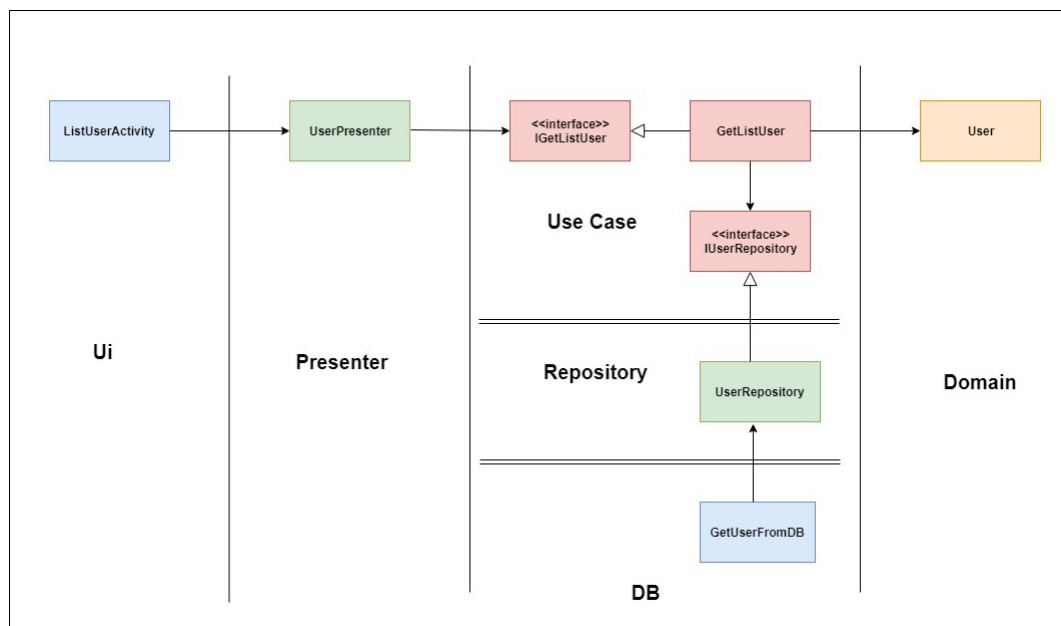 ListUserActivity
UserPresenter
<<interface>>
IGetListUser
GetListUser
User
Use Case
<<interface>>
IUserRepository
Ui
Presenter
Repository
UserRepository
Domain
GetUserFromDB
DB